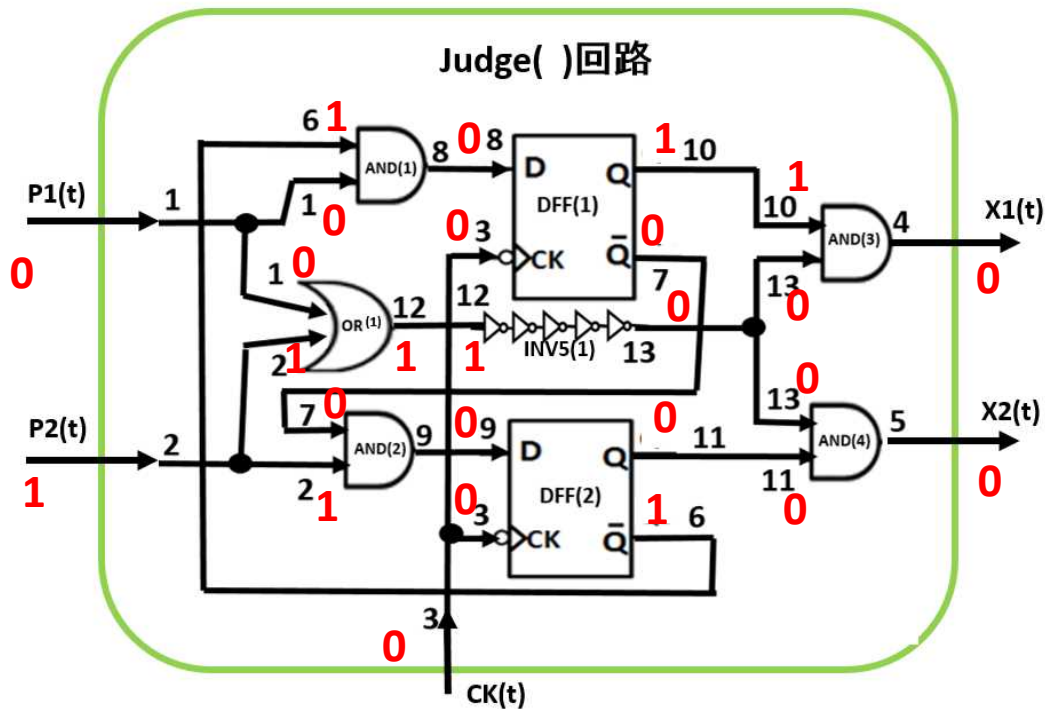 Judge( )回路
6 1
0 8
1 10
AND(1)
8
D
Q
1
P1(t)
1
1 0
DFF(1)
10
4
X1(t)
0 3
0
AND(3)
CK
Q̄
0
0
1
7
13
0
0
0
12
12
OR(1)
INV5(1)
13
2 1
1
1
0
7 0
0
13
P2(t)
2
9
0 9
11
5
X2(t)
AND(2)
D
Q
AND(4)
2 1
11 0
1
0
0 3
DFF(2)
1 6
CK
Q̄
3
0
CK(t)